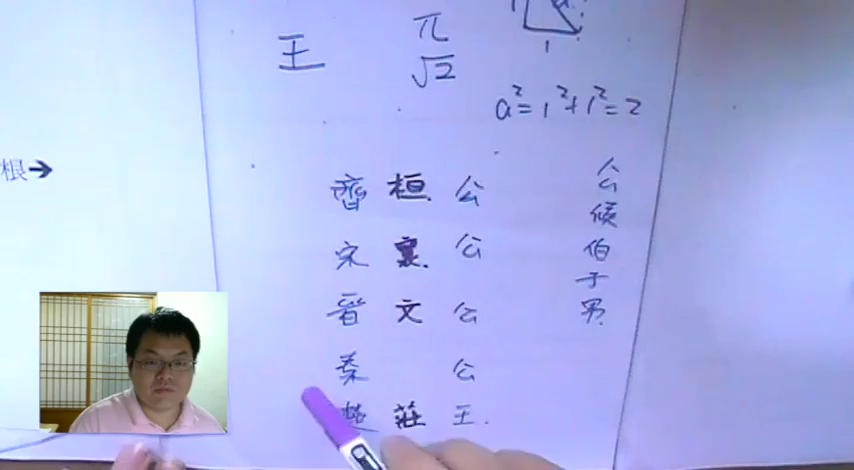 王
π
√2
1
a²=1²+1²=2
根→
齊桓公
宋襄公
晉文公
秦公
楚莊王.
公侯伯子男.